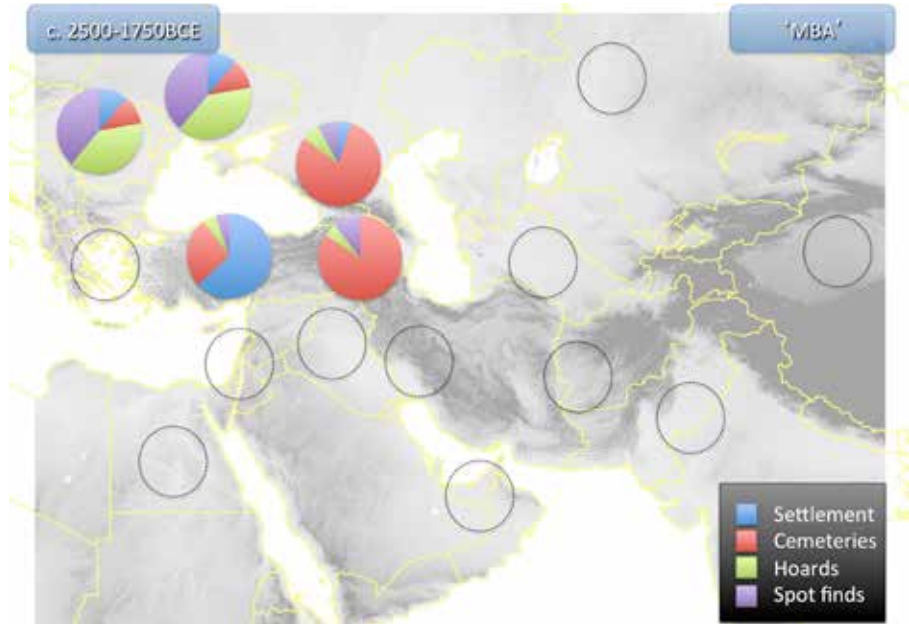 c. 2500-1750BCE
'MBA'
Settlement
Cemeteries
Hoards
Spot finds